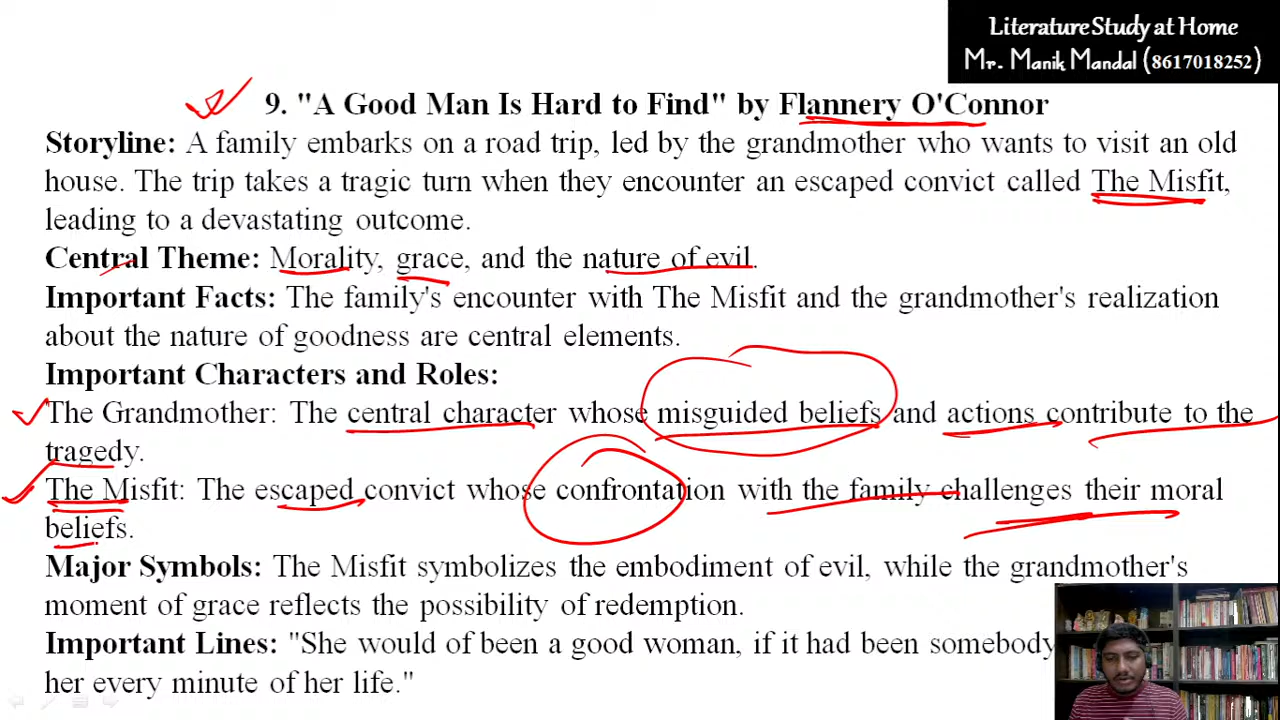 Literature Study at Home
Mr. Manik Mandal (8617018252)
9. "A Good Man Is Hard to Find" by Flannery O'Connor
Storyline: A family embarks on a road trip, led by the grandmother who wants to visit an old
house. The trip takes a tragic turn when they encounter an escaped convict called The Misfit,
leading to a devastating outcome.
Central Theme: Morality, grace, and the nature of evil.
Important Facts: The family's encounter with The Misfit and the grandmother's realization
about the nature of goodness are central elements.
Important Characters and Roles:
The Grandmother: The central character whose misguided beliefs and actions contribute to the
tragedy.
The Misfit: The escaped convict whose confrontation with the family challenges their moral
beliefs.
Major Symbols: The Misfit symbolizes the embodiment of evil, while the grandmother's
moment of grace reflects the possibility of redemption.
Important Lines: "She would of been a good woman, if it had been somebody
her every minute of her life."